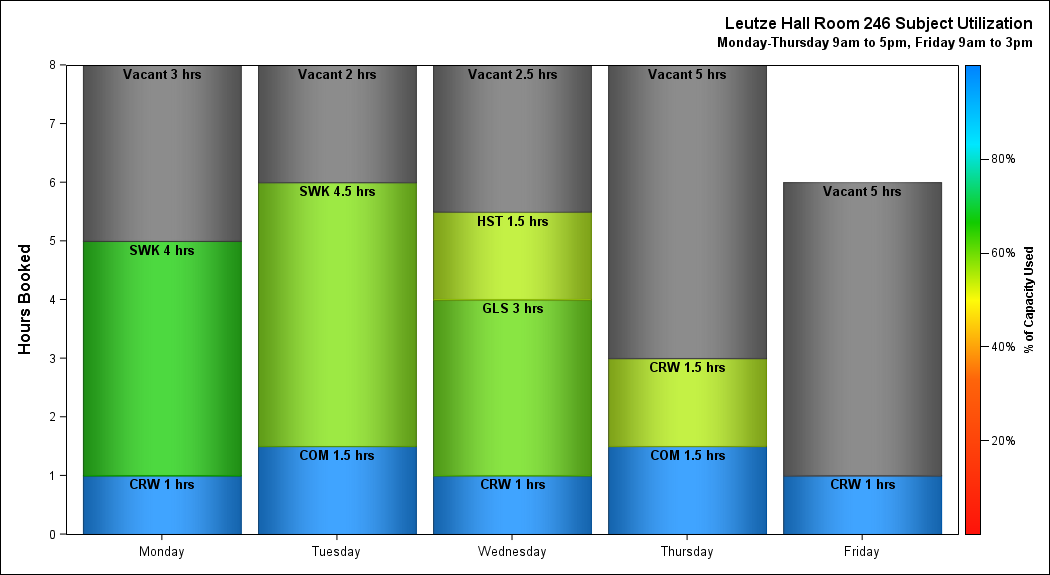 Leutze Hall Room 246 Subject Utilization
Monday-Thursday 9am to 5pm, Friday 9am to 3pm
Hours Booked
8
7
6
5
4
3
2
1
0
Vacant 3 hrs
SWK 4 hrs
CRW 1 hrs
Vacant 2 hrs
SWK 4.5 hrs
COM 1.5 hrs
Vacant 2.5 hrs
HST 1.5 hrs
GLS 3 hrs
CRW 1 hrs
Vacant 5 hrs
CRW 1.5 hrs
COM 1.5 hrs
Vacant 5 hrs
CRW 1 hrs
Monday Tuesday Wednesday Thursday Friday
80%
60%
40%
20%
% of Capacity Used